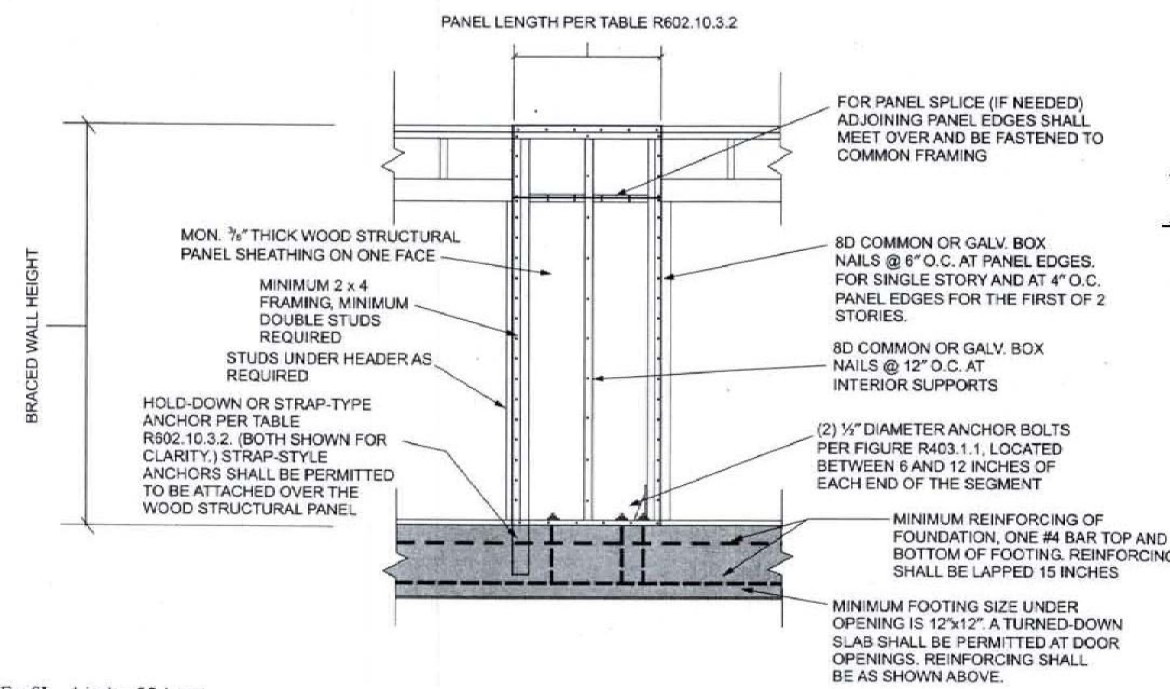 PANEL LENGTH PER TABLE R602.10.3.2
FOR PANEL SPLICE (IF NEEDED)
ADJOINING PANEL EDGES SHALL
MEET OVER AND BE FASTENED TO
COMMON FRAMING
MON. ⅜" THICK WOOD STRUCTURAL
PANEL SHEATHING ON ONE FACE
8D COMMON OR GALV. BOX
NAILS @ 6" O.C. AT PANEL EDGES.
FOR SINGLE STORY AND AT 4" O.C.
PANEL EDGES FOR THE FIRST OF 2
STORIES.
MINIMUM 2 x 4
FRAMING, MINIMUM
DOUBLE STUDS
REQUIRED
BRACED WALL HEIGHT
STUDS UNDER HEADER AS
REQUIRED
8D COMMON OR GALV. BOX
NAILS @ 12" O.C. AT
INTERIOR SUPPORTS
HOLD-DOWN OR STRAP-TYPE
ANCHOR PER TABLE
R602.10.3.2. (BOTH SHOWN FOR
CLARITY.) STRAP-STYLE
ANCHORS SHALL BE PERMITTED
TO BE ATTACHED OVER THE
WOOD STRUCTURAL PANEL
(2) ½" DIAMETER ANCHOR BOLTS
PER FIGURE R403.1.1, LOCATED
BETWEEN 6 AND 12 INCHES OF
EACH END OF THE SEGMENT
MINIMUM REINFORCING OF
FOUNDATION, ONE #4 BAR TOP AND
BOTTOM OF FOOTING. REINFORCING
SHALL BE LAPPED 15 INCHES
MINIMUM FOOTING SIZE UNDER
OPENING IS 12"x12". A TURNED-DOWN
SLAB SHALL BE PERMITTED AT DOOR
OPENINGS. REINFORCING SHALL
BE AS SHOWN ABOVE.